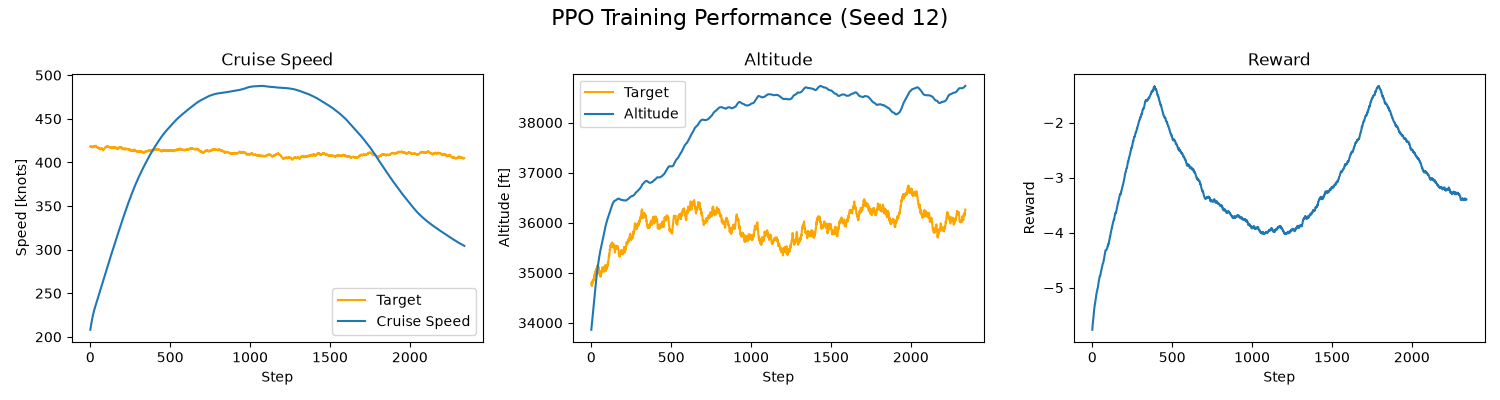 PPO Training Performance (Seed 12)
Cruise Speed
Speed [knots]
500
450
400
350
300
250
200
0 500 1000 1500 2000
Step
Target
Cruise Speed
Altitude
Altitude [ft]
38000
37000
36000
35000
34000
0 500 1000 1500 2000
Step
Target
Altitude
Reward
Reward
−2
−3
−4
−5
0 500 1000 1500 2000
Step